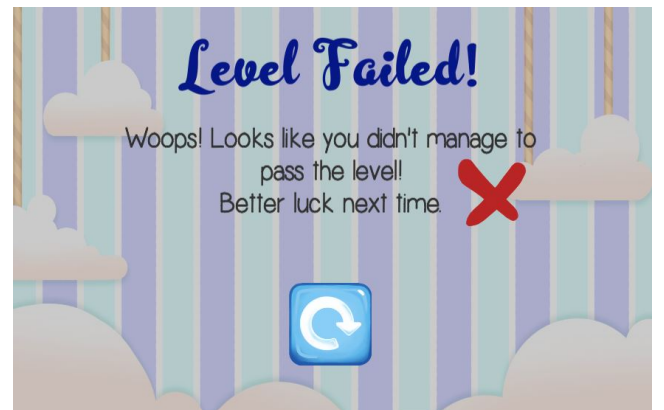 Level Failed!
Woops! Looks like you didn't manage to
pass the level!
Better luck next time.